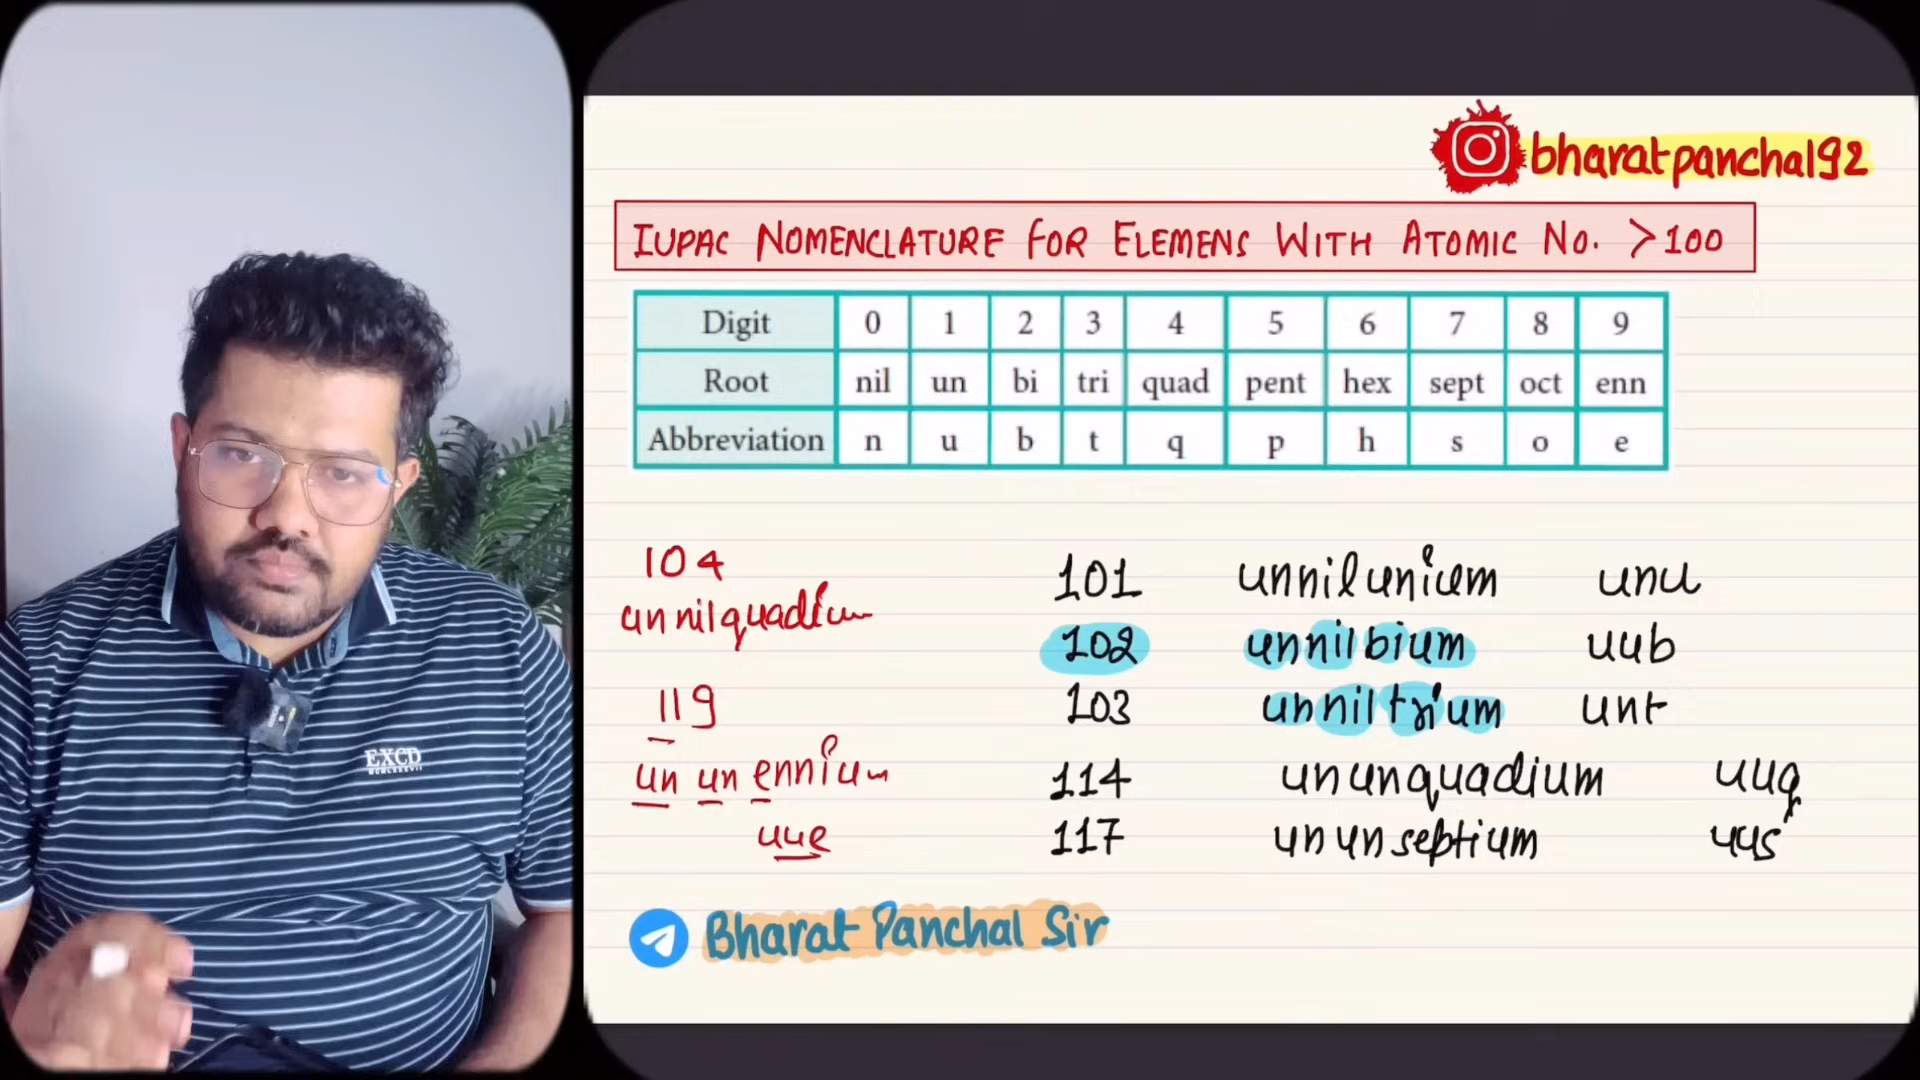 bharatpanchal92
IUPAC NOMENCLATURE FOR ELEMENS WITH ATOMIC NO. >100
Digit 0 1 2 3 4 5 6 7 8 9
Root nil un bi tri quad pent hex sept oct enn
Abbreviation n u b t q p h s o e
104
unnilquadium
119
un un ennium
uue
101 unnilunium unu
102 unnilbium uub
103 unniltrium unt
114 ununquadium uuq
117 ununseptium uus
Bharat Panchal Sir
EXCD